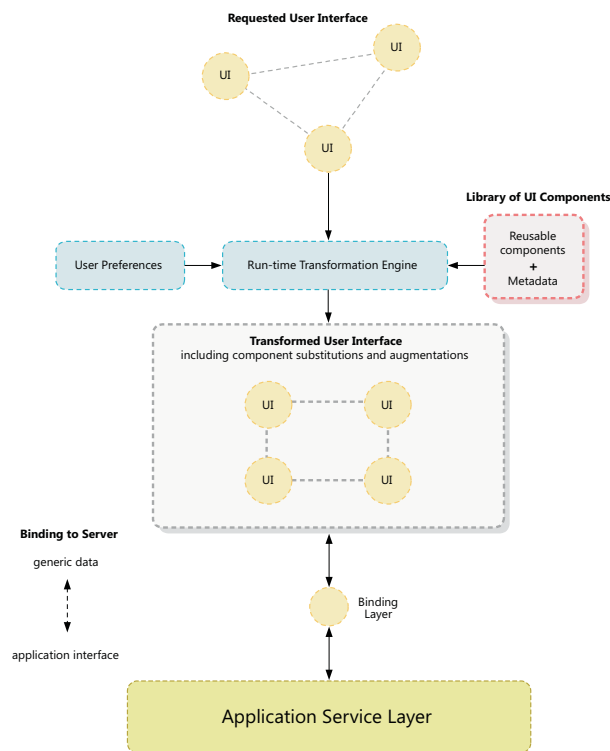 Requested User Interface
UI
UI
UI
Library of UI Components
Reusable
components
+
Metadata
User Preferences
Run-time Transformation Engine
Transformed User Interface
including component substitutions and augmentations
UI
UI
UI
UI
Binding to Server
generic data
application interface
Binding
Layer
Application Service Layer